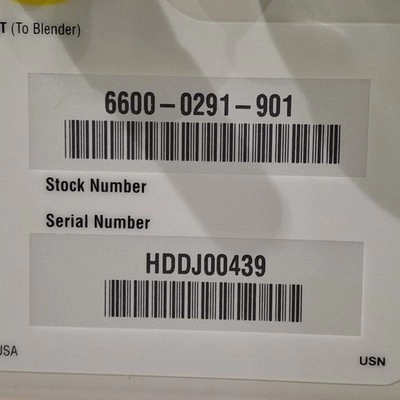 T (To Blender)
6600-0291-901
Stock Number
Serial Number
HDDJ00439
USA
USN